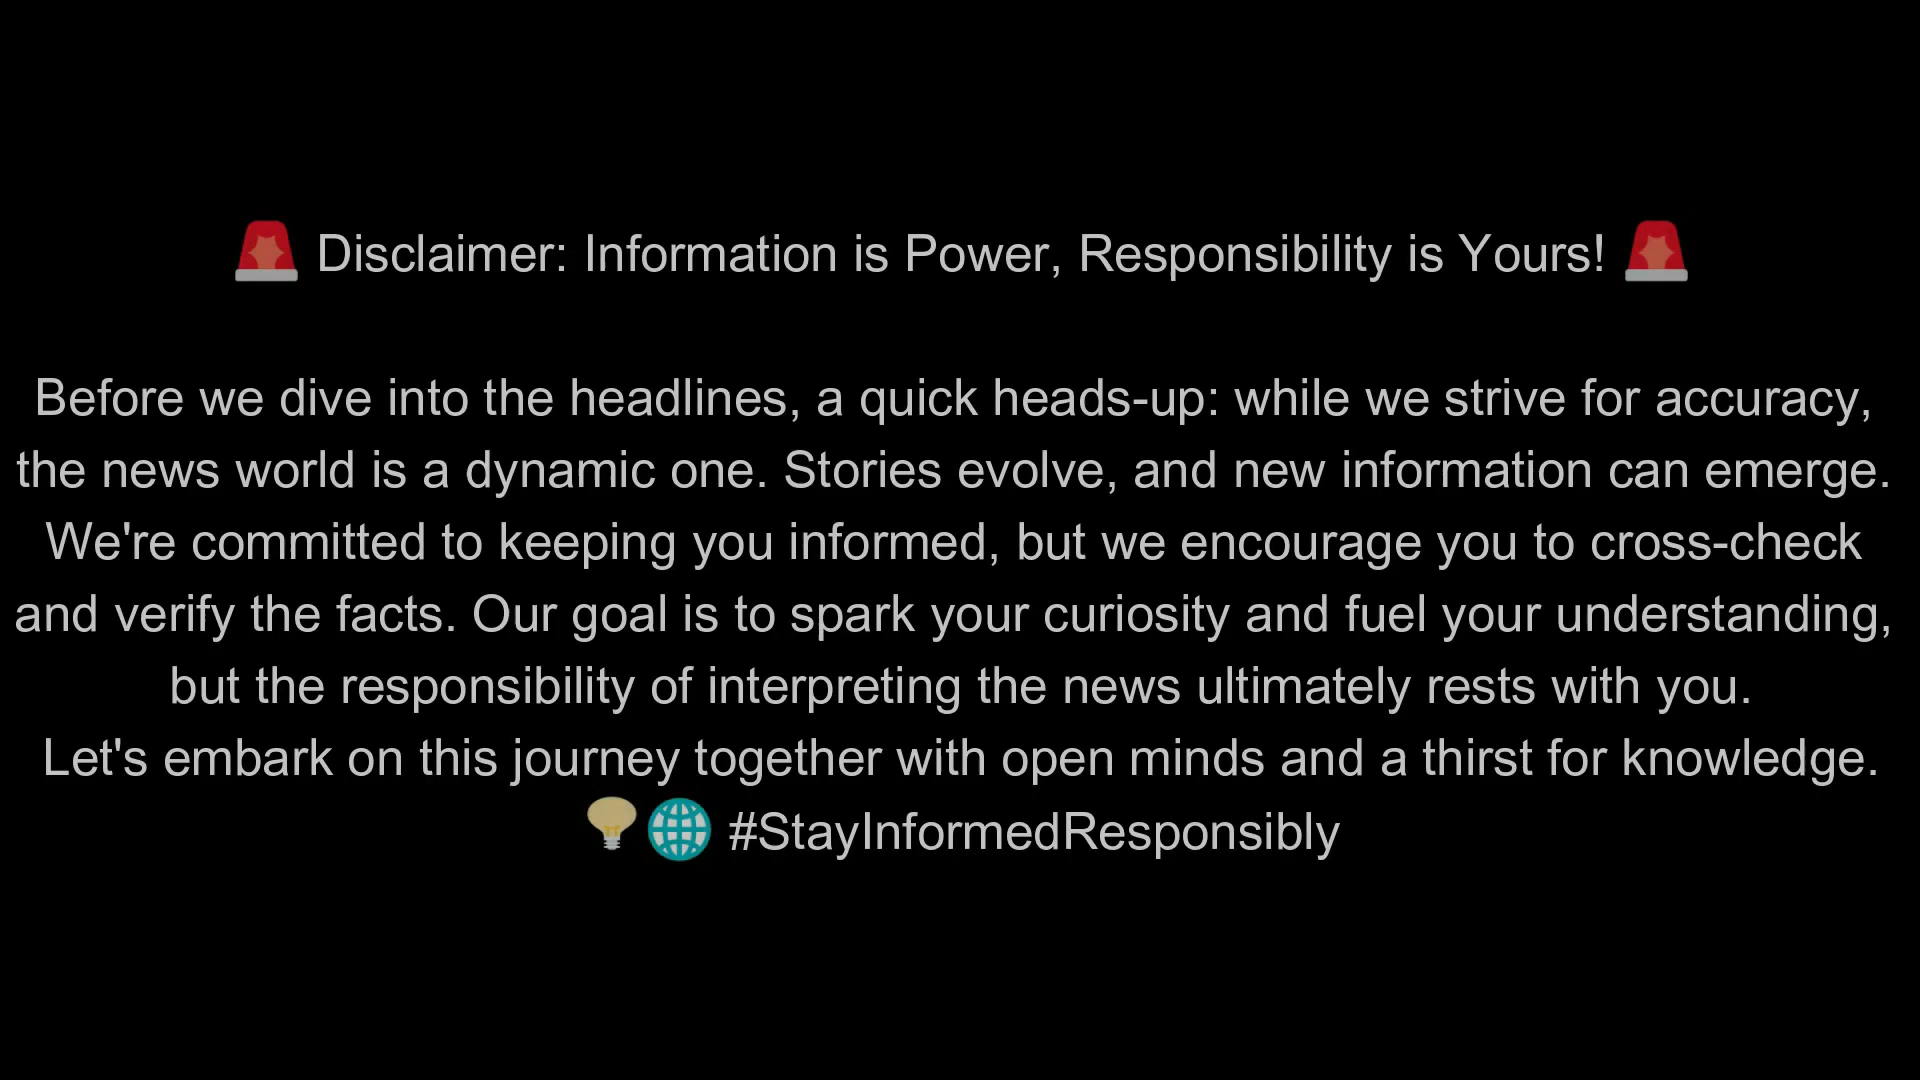 🚨 Disclaimer: Information is Power, Responsibility is Yours! 🚨
Before we dive into the headlines, a quick heads-up: while we strive for accuracy,
the news world is a dynamic one. Stories evolve, and new information can emerge.
We're committed to keeping you informed, but we encourage you to cross-check
and verify the facts. Our goal is to spark your curiosity and fuel your understanding,
but the responsibility of interpreting the news ultimately rests with you.
Let's embark on this journey together with open minds and a thirst for knowledge.
💡🌐 #StayInformedResponsibly